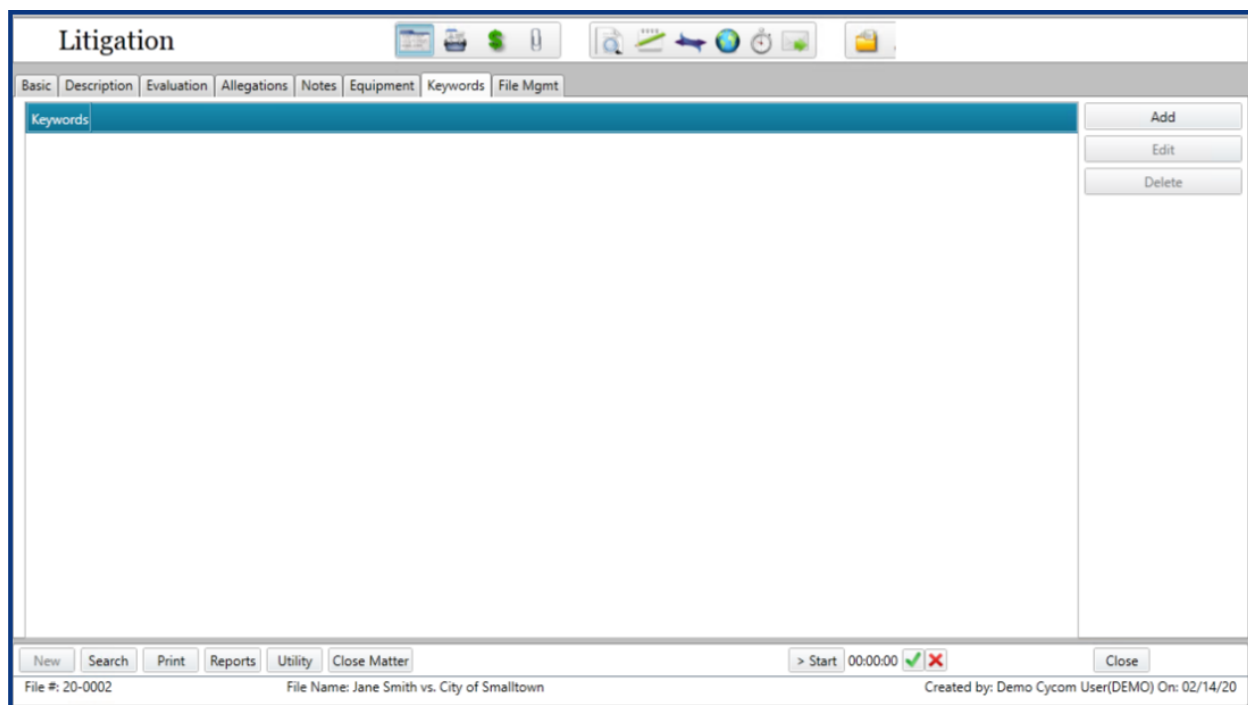 Litigation
Basic Description Evaluation Allegations Notes Equipment Keywords File Mgmt
Keywords
Add
Edit
Delete
New Search Print Reports Utility Close Matter > Start 00:00:00 Close
File #: 20-0002 File Name: Jane Smith vs. City of Smalltown Created by: Demo Cycom User(DEMO) On: 02/14/20